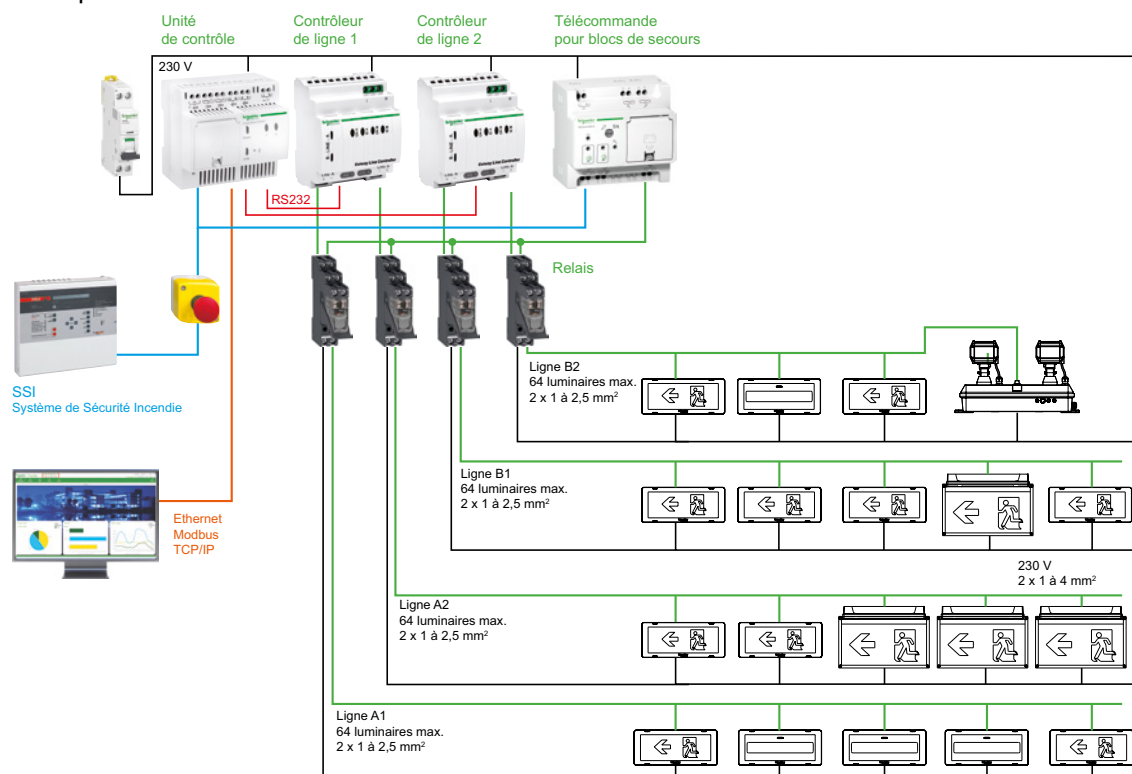 Unité
de contrôle
Contrôleur
de ligne 1
Contrôleur
de ligne 2
Télécommande
pour blocs de secours
230 V
RS232
Relais
SSI
Système de Sécurité Incendie
Ethernet
Modbus
TCP/IP
Ligne B2
64 luminaires max.
2 x 1 à 2,5 mm²
Ligne B1
64 luminaires max.
2 x 1 à 2,5 mm²
230 V
2 x 1 à 4 mm²
Ligne A2
64 luminaires max.
2 x 1 à 2,5 mm²
Ligne A1
64 luminaires max.
2 x 1 à 2,5 mm²